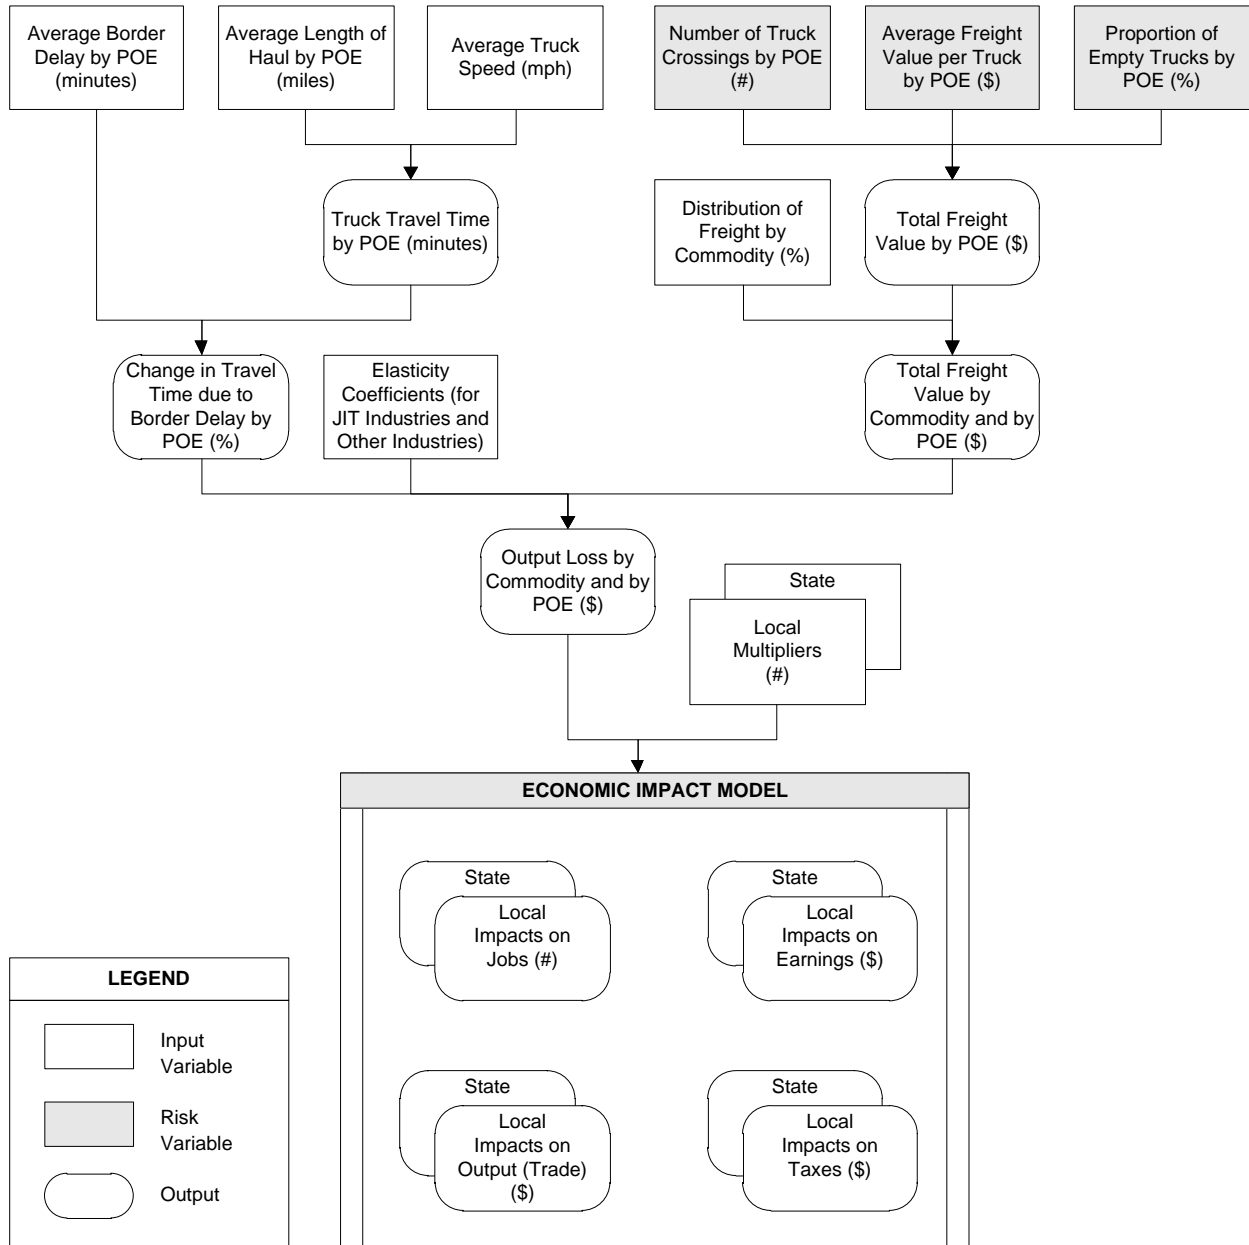 Average Border
Delay by POE
(minutes)
Average Length of
Haul by POE
(miles)
Average Truck
Speed (mph)
Number of Truck
Crossings by POE
(#)
Average Freight
Value per Truck
by POE ($)
Proportion of
Empty Trucks by
POE (%)
Truck Travel Time
by POE (minutes)
Distribution of
Freight by
Commodity (%)
Total Freight
Value by POE ($)
Change in Travel
Time due to
Border Delay by
POE (%)
Elasticity
Coefficients (for
JIT Industries and
Other Industries)
Total Freight
Value by
Commodity and by
POE ($)
Output Loss by
Commodity and by
POE ($)
State
Local
Multipliers
(#)
ECONOMIC IMPACT MODEL
State
Local
Impacts on
Jobs (#)
State
Local
Impacts on
Earnings ($)
State
Local
Impacts on
Output (Trade)
($)
State
Local
Impacts on
Taxes ($)
LEGEND
Input
Variable
Risk
Variable
Output